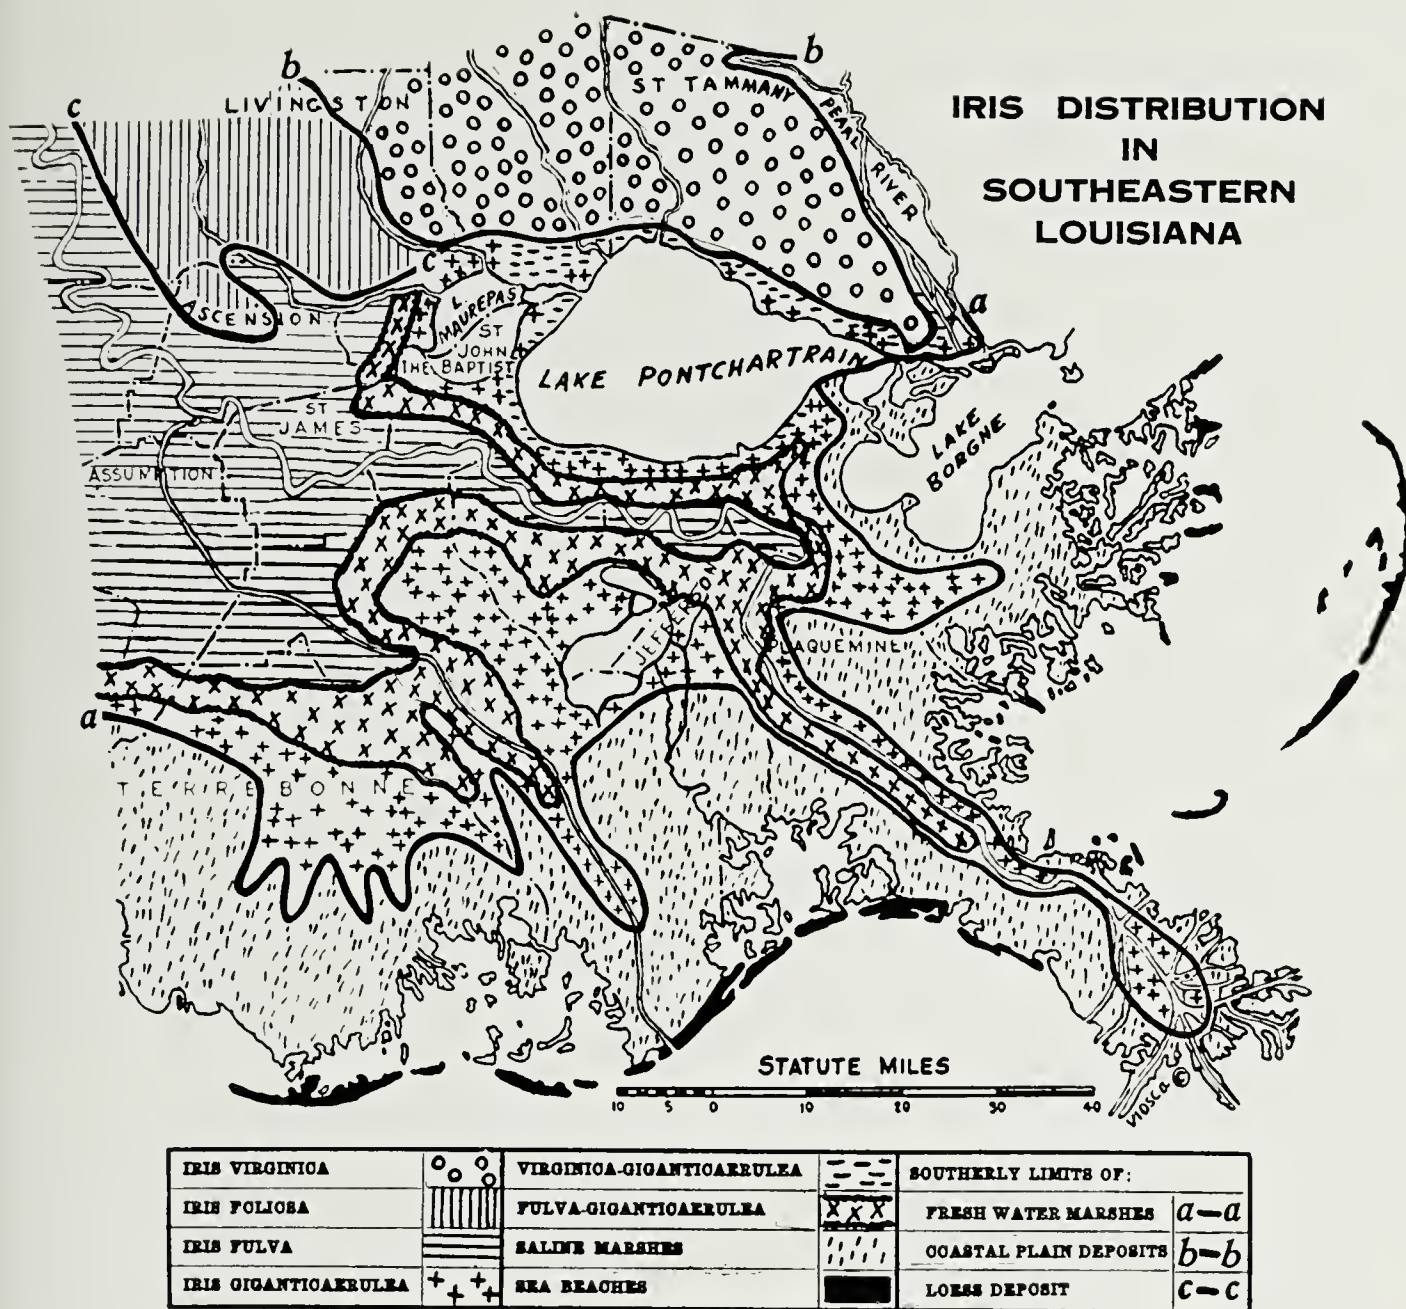 IRIS DISTRIBUTION
IN
SOUTHEASTERN
LOUISIANA
b
b
c
LIVINGSTON
ST TAMMANY
PEARL RIVER
c
a
ASCENSION
L.
MAUREPAS
ST
JOHN
THE BAPTIST
LAKE PONTCHARTRAIN
LAKE
BORGNE
ST
JAMES
ASSUMPTION
JEFFERSON
PLAQUEMINE
a
TERREBONNE
STATUTE MILES
10 5 0 10 20 30 40
VIOSCA ©
IRIS VIRGINICA
IRIS FOLIOSA
IRIS FULVA
IRIS GIGANTICAERULEA
VIRGINICA-GIGANTICAERULEA
FULVA-GIGANTICAERULEA
SALINE MARSHES
SEA BEACHES
SOUTHERLY LIMITS OF:
FRESH WATER MARSHES a-a
COASTAL PLAIN DEPOSITS b-b
LOESS DEPOSIT c-c